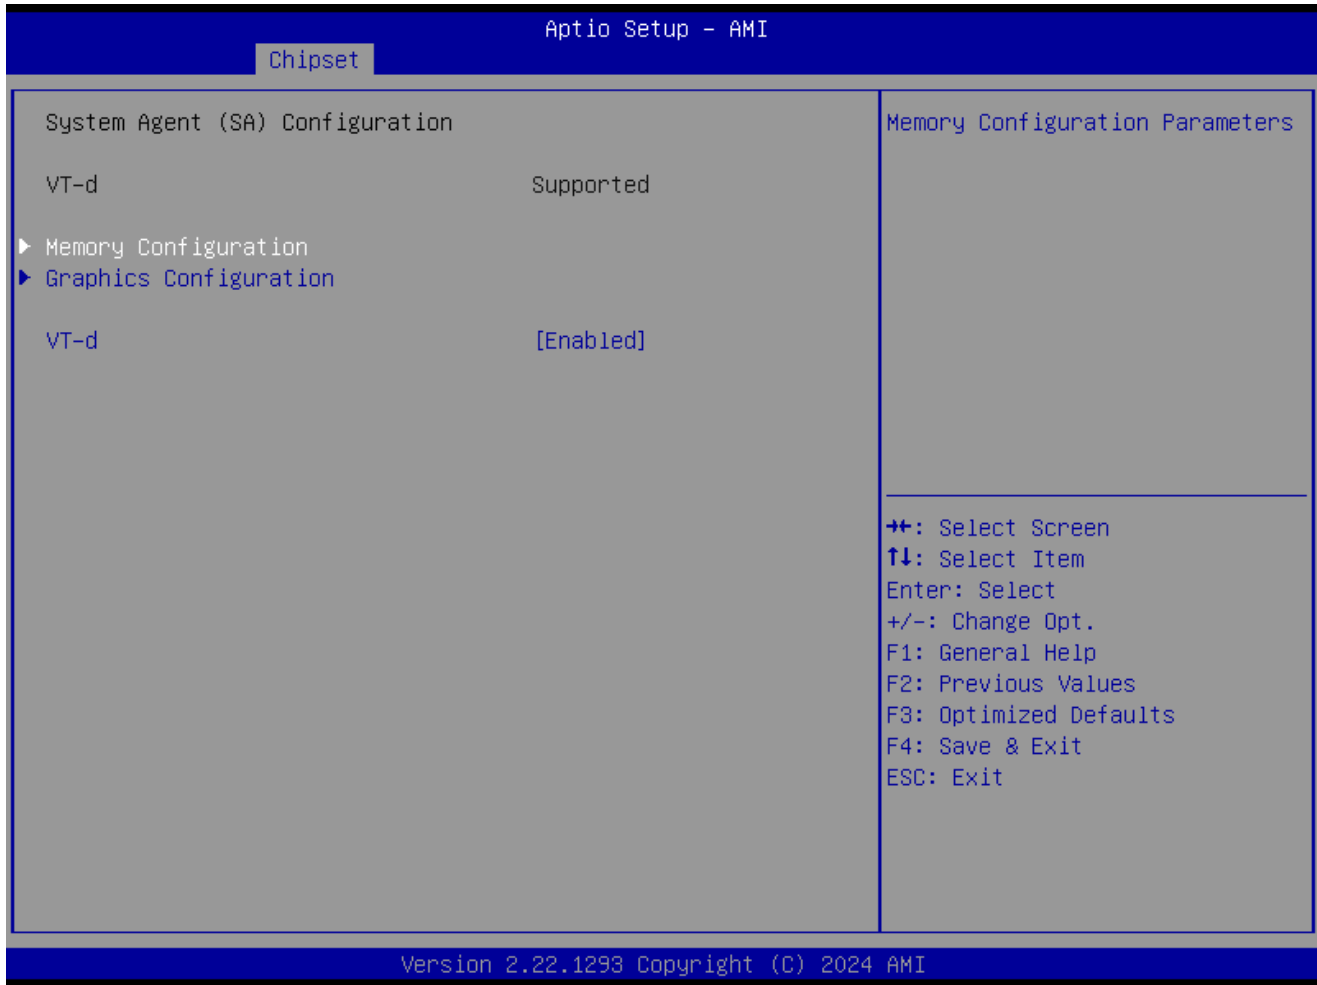 Aptio Setup – AMI
Chipset
System Agent (SA) Configuration
VT-d Supported
▶ Memory Configuration
▶ Graphics Configuration
VT-d [Enabled]
Memory Configuration Parameters
→←: Select Screen
↑↓: Select Item
Enter: Select
+/-: Change Opt.
F1: General Help
F2: Previous Values
F3: Optimized Defaults
F4: Save & Exit
ESC: Exit
Version 2.22.1293 Copyright (C) 2024 AMI